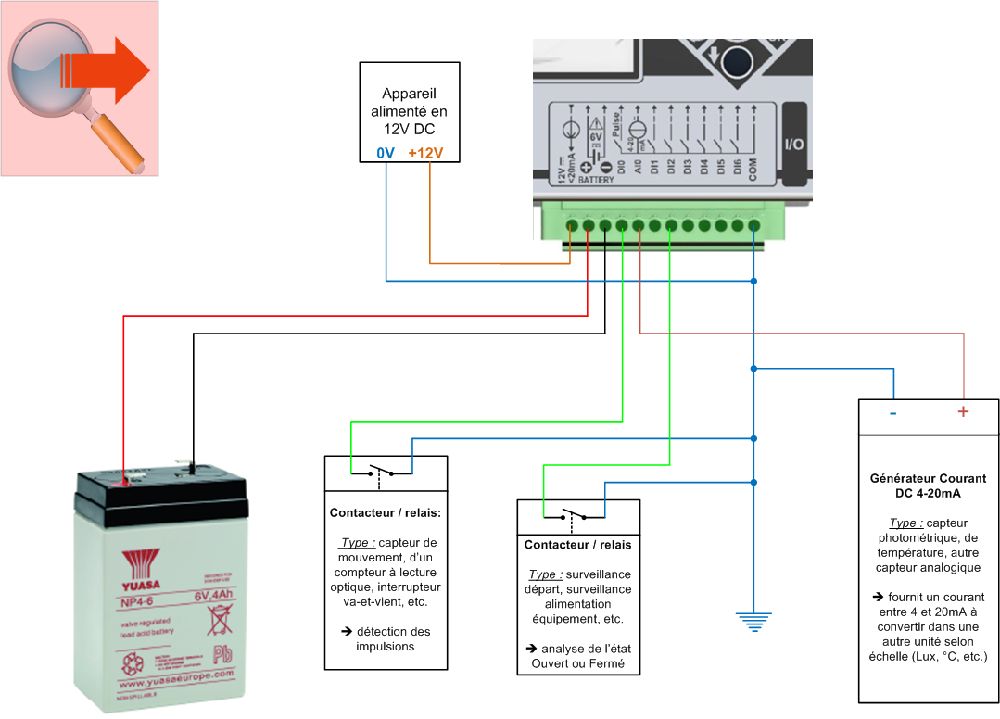 Appareil
alimenté en
12V DC
0V +12V
12V
<20mA
6V
BATTERY
Pulse
DI0
4-20
mA
AI0
DI1
DI2
DI3
DI4
DI5
DI6
COM
I/O
YUASA
NP4-6
6V,4Ah
valve regulated
lead acid battery
Pb
www.yuasaeurope.com
Contacteur / relais:
Type : capteur de
mouvement, d'un
compteur à lecture
optique, interrupteur
va-et-vient, etc.
➔ détection des
impulsions
Contacteur / relais
Type : surveillance
départ, surveillance
alimentation
équipement, etc.
➔ analyse de l'état
Ouvert ou Fermé
- +
Générateur Courant
DC 4-20mA
Type : capteur
photométrique, de
température, autre
capteur analogique
➔ fournit un courant
entre 4 et 20mA à
convertir dans une
autre unité selon
échelle (Lux, °C, etc.)